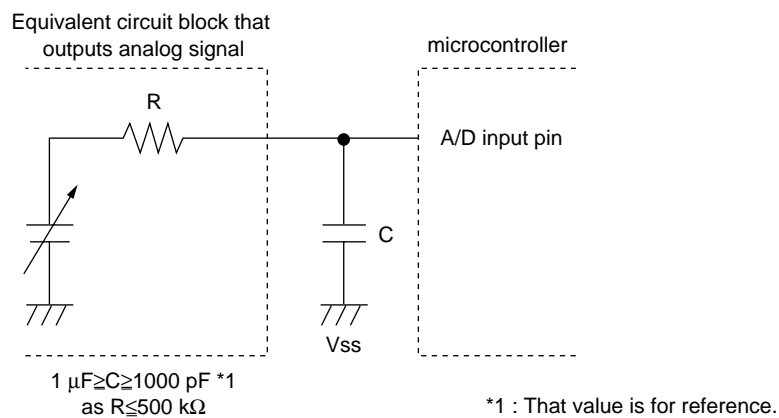 Equivalent circuit block that
outputs analog signal
microcontroller
R
A/D input pin
C
Vss
1 μF≧C≧1000 pF *1
as R≦500 kΩ
*1 : That value is for reference.